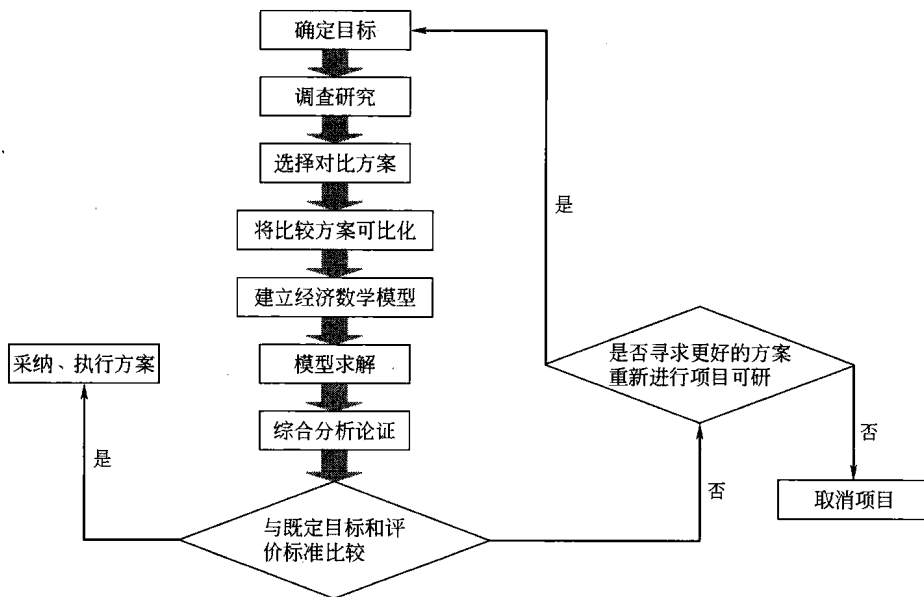 确定目标
调查研究
选择对比方案
将比较方案可比化
建立经济数学模型
模型求解
综合分析论证
与既定目标和评
价标准比较
是
采纳、执行方案
否
是否寻求更好的方案
重新进行项目可研
是
否
取消项目